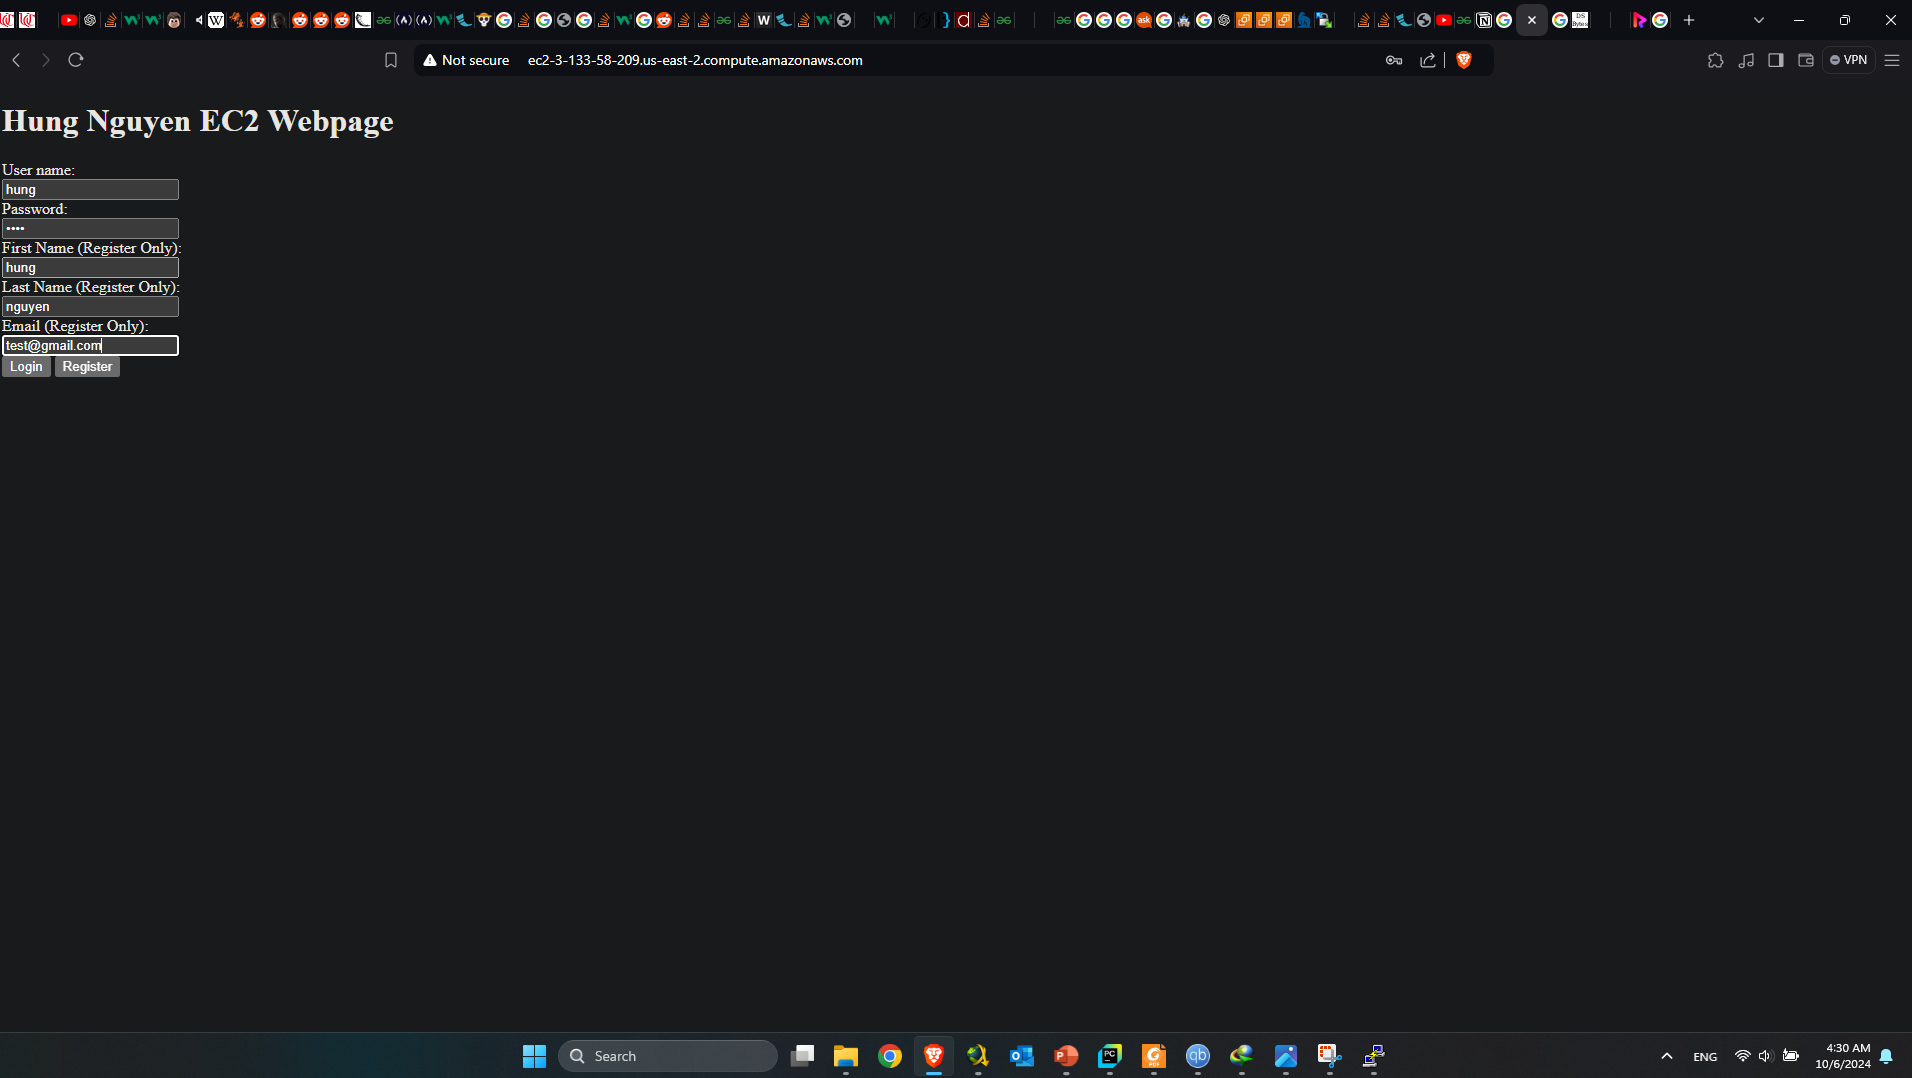 Not secure ec2-3-133-58-209.us-east-2.compute.amazonaws.com
VPN
Hung Nguyen EC2 Webpage
User name:
hung
Password:
••••
First Name (Register Only):
hung
Last Name (Register Only):
nguyen
Email (Register Only):
test@gmail.com
Login Register
Search
ENG
4:30 AM
10/6/2024